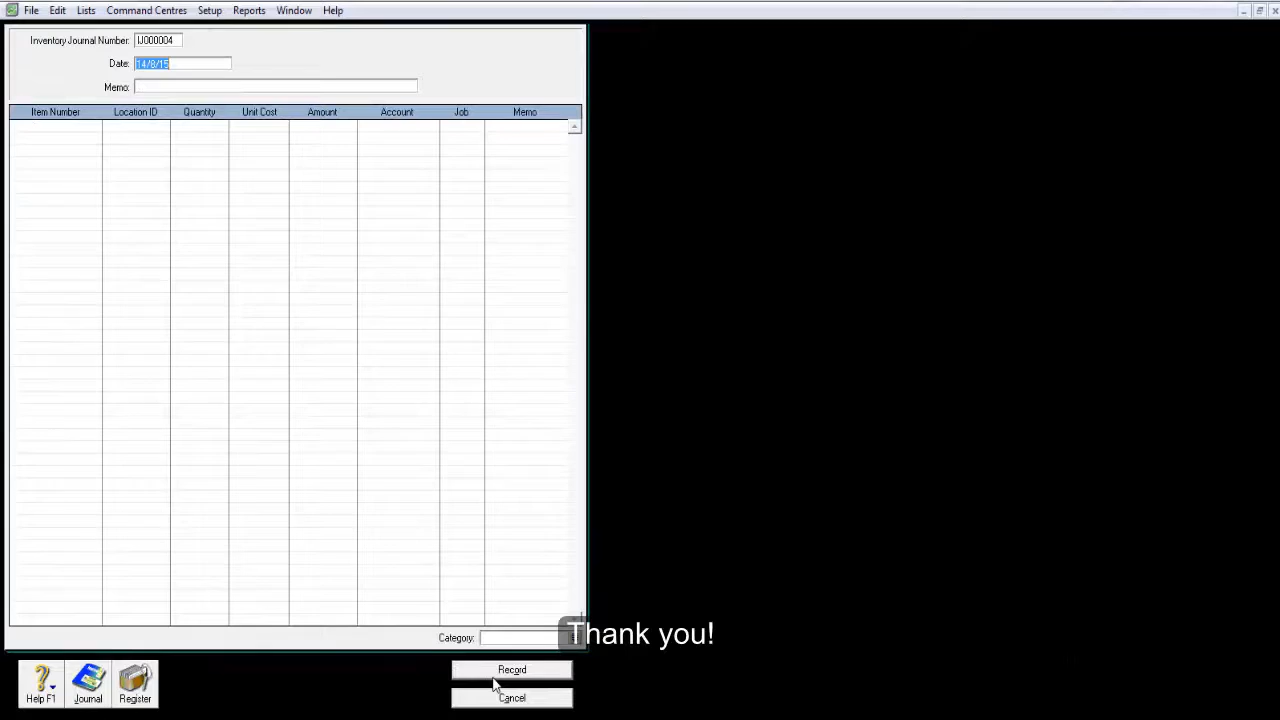 File Edit Lists Command Centres Setup Reports Window Help
Inventory Journal Number: IJ000004
Date: 14/8/15
Memo:
Item Number Location ID Quantity Unit Cost Amount Account Job Memo
Category:
Thank you!
Help F1 Journal Register
Record
Cancel